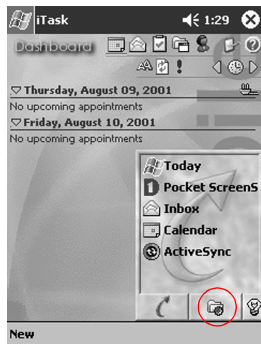 iTask 1:29
Dashboard
AA !
Thursday, August 09, 2001
No upcoming appointments
Friday, August 10, 2001
No upcoming appointments
Today
Pocket ScreenS
Inbox
Calendar
ActiveSync
New